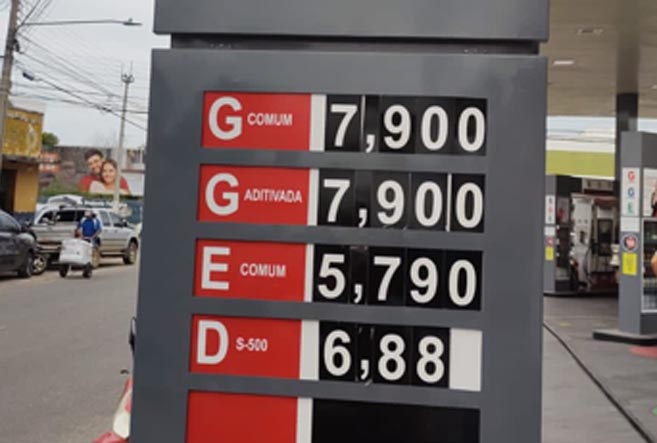 G COMUM 7,900
G ADITIVADA 7,900
E COMUM 5,790
D S-500 6,88
G
G
E